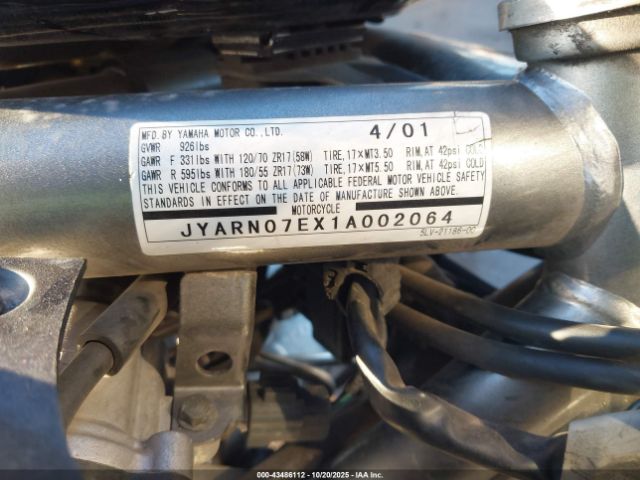 MFD. BY YAMAHA MOTOR CO., LTD. 4/01
GVWR 926lbs
GAWR F 331lbs WITH 120/70 ZR17(58W) TIRE, 17×MT3.50 RIM, AT 42psi COLD
GAWR R 595lbs WITH 180/55 ZR17(73W) TIRE, 17×MT5.50 RIM, AT 42psi COLD
THIS VEHICLE CONFORMS TO ALL APPLICABLE FEDERAL MOTOR VEHICLE SAFETY
STANDARDS IN EFFECT ON THE DATE OF MANUFACTURE SHOWN ABOVE.
MOTORCYCLE
JYARN07EX1A002064
5LV-21186-00
000-43486112 - 10/20/2025 - IAA Inc.